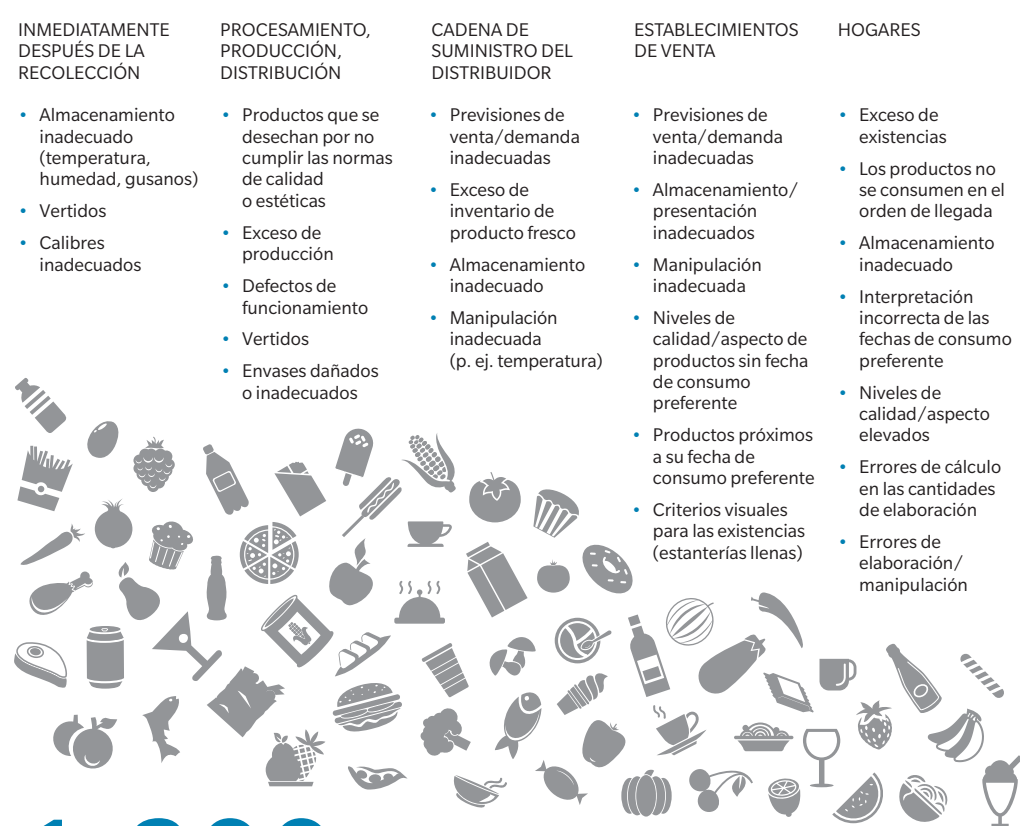 INMEDIATAMENTE
DESPUÉS DE LA
RECOLECCIÓN
• Almacenamiento
inadecuado
(temperatura,
humedad, gusanos)
• Vertidos
• Calibres
inadecuados
PROCESAMIENTO,
PRODUCCIÓN,
DISTRIBUCIÓN
• Productos que se
desechan por no
cumplir las normas
de calidad
o estéticas
• Exceso de
producción
• Defectos de
funcionamiento
• Vertidos
• Envases dañados
o inadecuados
CADENA DE
SUMINISTRO DEL
DISTRIBUIDOR
• Previsiones de
venta/demanda
inadecuadas
• Exceso de
inventario de
producto fresco
• Almacenamiento
inadecuado
• Manipulación
inadecuada
(p. ej. temperatura)
ESTABLECIMIENTOS
DE VENTA
• Previsiones de
venta/demanda
inadecuadas
• Almacenamiento/
presentación
inadecuados
• Manipulación
inadecuada
• Niveles de
calidad/aspecto de
productos sin fecha
de consumo
preferente
• Productos próximos
a su fecha de
consumo preferente
• Criterios visuales
para las existencias
(estanterías llenas)
HOGARES
• Exceso de
existencias
• Los productos no
se consumen en el
orden de llegada
• Almacenamiento
inadecuado
• Interpretación
incorrecta de las
fechas de consumo
preferente
• Niveles de
calidad/aspecto
elevados
• Errores de cálculo
en las cantidades
de elaboración
• Errores de
elaboración/
manipulación